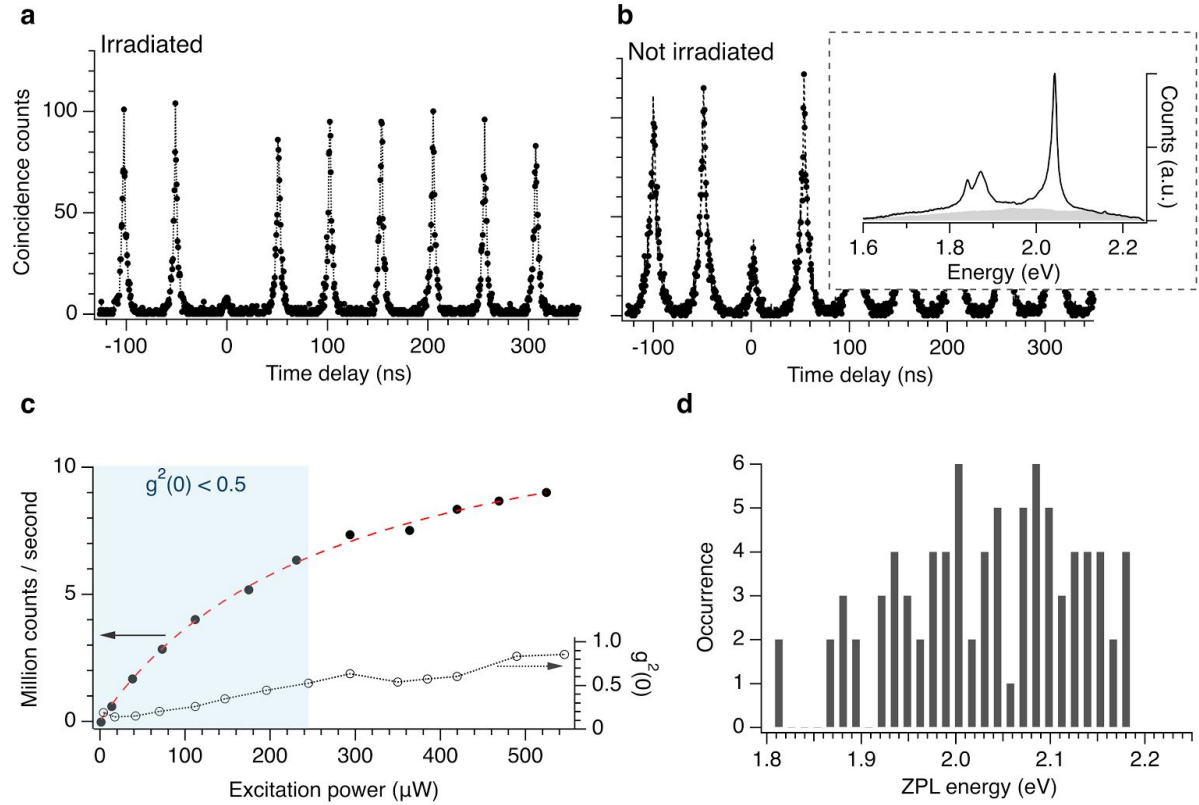 a
Irradiated
Coincidence counts
100
50
0
-100
0
100
200
300
Time delay (ns)
b
Not irradiated
-100
0
100
200
300
Time delay (ns)
Counts
(a.u.)
1.6
1.8
2.0
2.2
Energy (eV)
c
Million counts / second
10
5
0
g²(0) < 0.5
1.0
0.5
0
g²(0)
0
100
200
300
400
500
Excitation power (μW)
d
Occurrence
6
5
4
3
2
1
0
1.8
1.9
2.0
2.1
2.2
ZPL energy (eV)